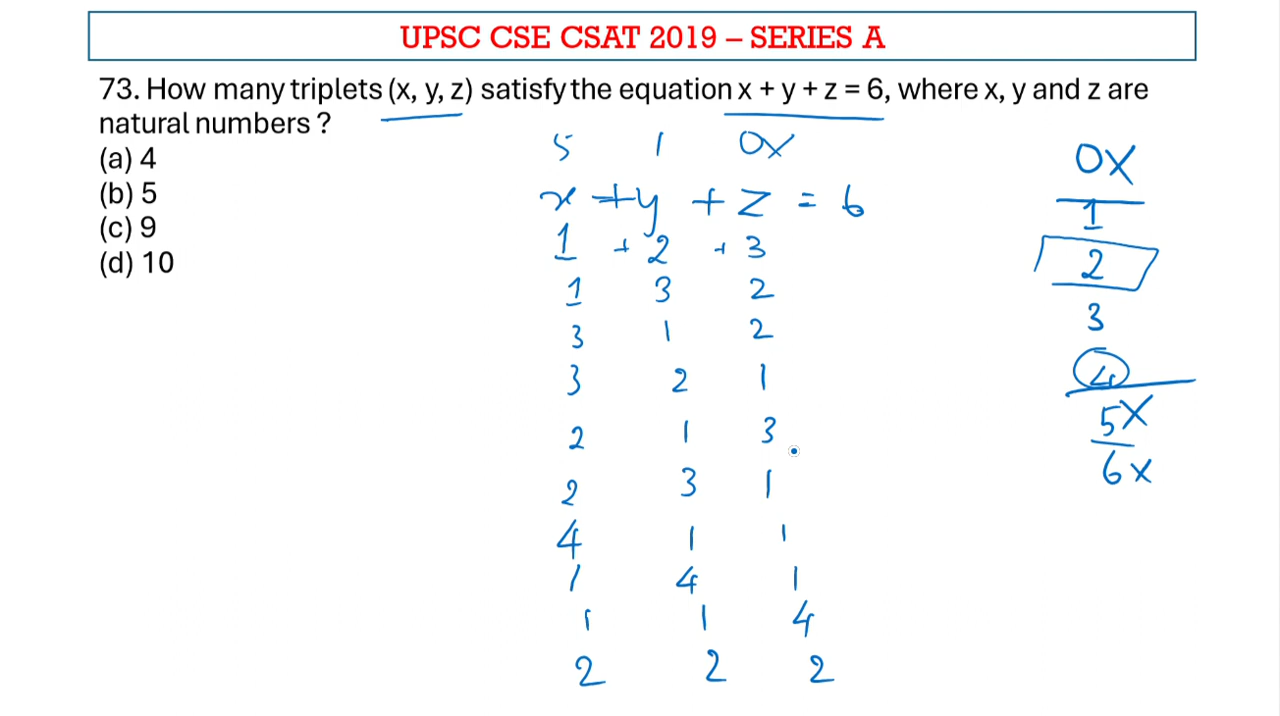 UPSC CSE CSAT 2019 – SERIES A
73. How many triplets (x, y, z) satisfy the equation x + y + z = 6, where x, y and z are
natural numbers ?
(a) 4
(b) 5
(c) 9
(d) 10
5 1 0x
x + y + z = 6
1 + 2 + 3
1 3 2
3 1 2
3 2 1
2 1 3
2 3 1
4 1 1
1 4 1
1 1 4
2 2 2
0x
1
2
3
4
5x
6x